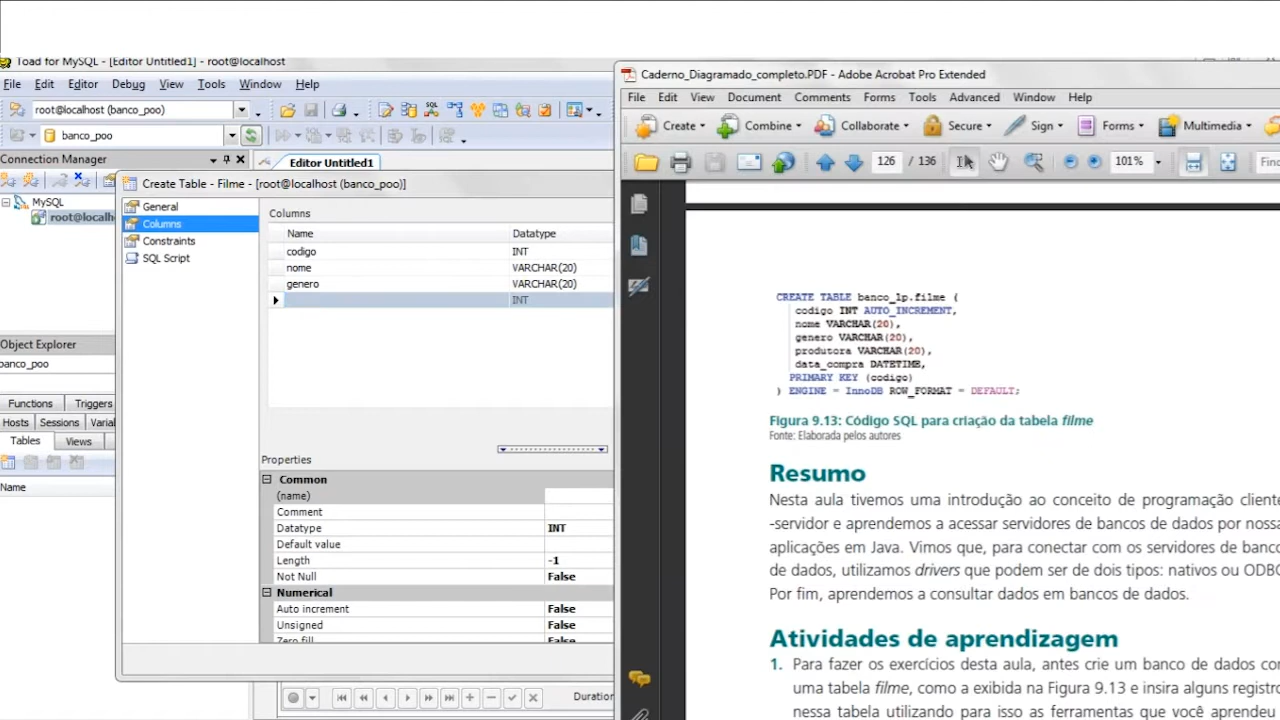 Toad for MySQL - [Editor Untitled1] - root@localhost
File Edit Editor Debug View Tools Window Help
root@localhost (banco_poo)
banco_poo
Connection Manager
Editor Untitled1
MySQL
root@localh
Object Explorer
banco_poo
Functions Triggers
Hosts Sessions Variab
Tables Views
Name
Create Table - Filme - [root@localhost (banco_poo)]
General
Columns
Constraints
SQL Script
Columns
Name Datatype
codigo INT
nome VARCHAR(20)
genero VARCHAR(20)
INT
Properties
Common
(name)
Comment
Datatype INT
Default value
Length -1
Not Null False
Numerical
Auto increment False
Unsigned False
Zero fill False
Duration
Caderno_Diagramado_completo.PDF - Adobe Acrobat Pro Extended
File Edit View Document Comments Forms Tools Advanced Window Help
Create Combine Collaborate Secure Sign Forms Multimedia
126 / 136 101% Find
CREATE TABLE banco_lp.filme (
codigo INT AUTO_INCREMENT,
nome VARCHAR(20),
genero VARCHAR(20),
produtora VARCHAR(20),
data_compra DATETIME,
PRIMARY KEY (codigo)
) ENGINE = InnoDB ROW_FORMAT = DEFAULT;
Figura 9.13: Código SQL para criação da tabela filme
Fonte: Elaborada pelos autores
Resumo
Nesta aula tivemos uma introdução ao conceito de programação cliente
-servidor e aprendemos a acessar servidores de bancos de dados por nossa
aplicações em Java. Vimos que, para conectar com os servidores de banco
de dados, utilizamos drivers que podem ser de dois tipos: nativos ou ODBC
Por fim, aprendemos a consultar dados em bancos de dados.
Atividades de aprendizagem
1. Para fazer os exercícios desta aula, antes crie um banco de dados con
uma tabela filme, como a exibida na Figura 9.13 e insira alguns registro
nessa tabela utilizando para isso as ferramentas que você aprendeu